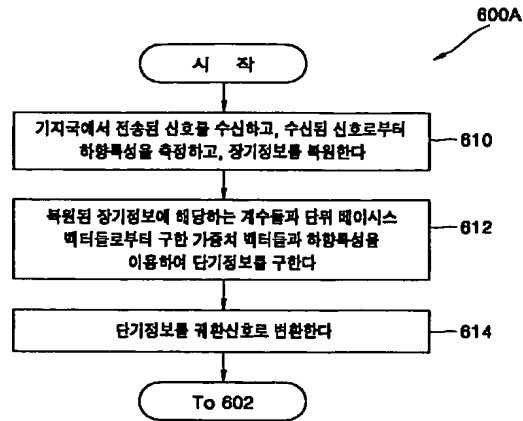 600A
시 작
기지국에서 전송된 신호를 수신하고, 수신된 신호로부터
하향특성을 측정하고, 장기정보를 복원한다
610
복원된 장기정보에 해당하는 계수들과 단위 베이시스
벡터들로부터 구한 가중치 벡터들과 하향특성을
이용하여 단기정보를 구한다
612
단기정보를 궤환신호로 변환한다
614
To 602